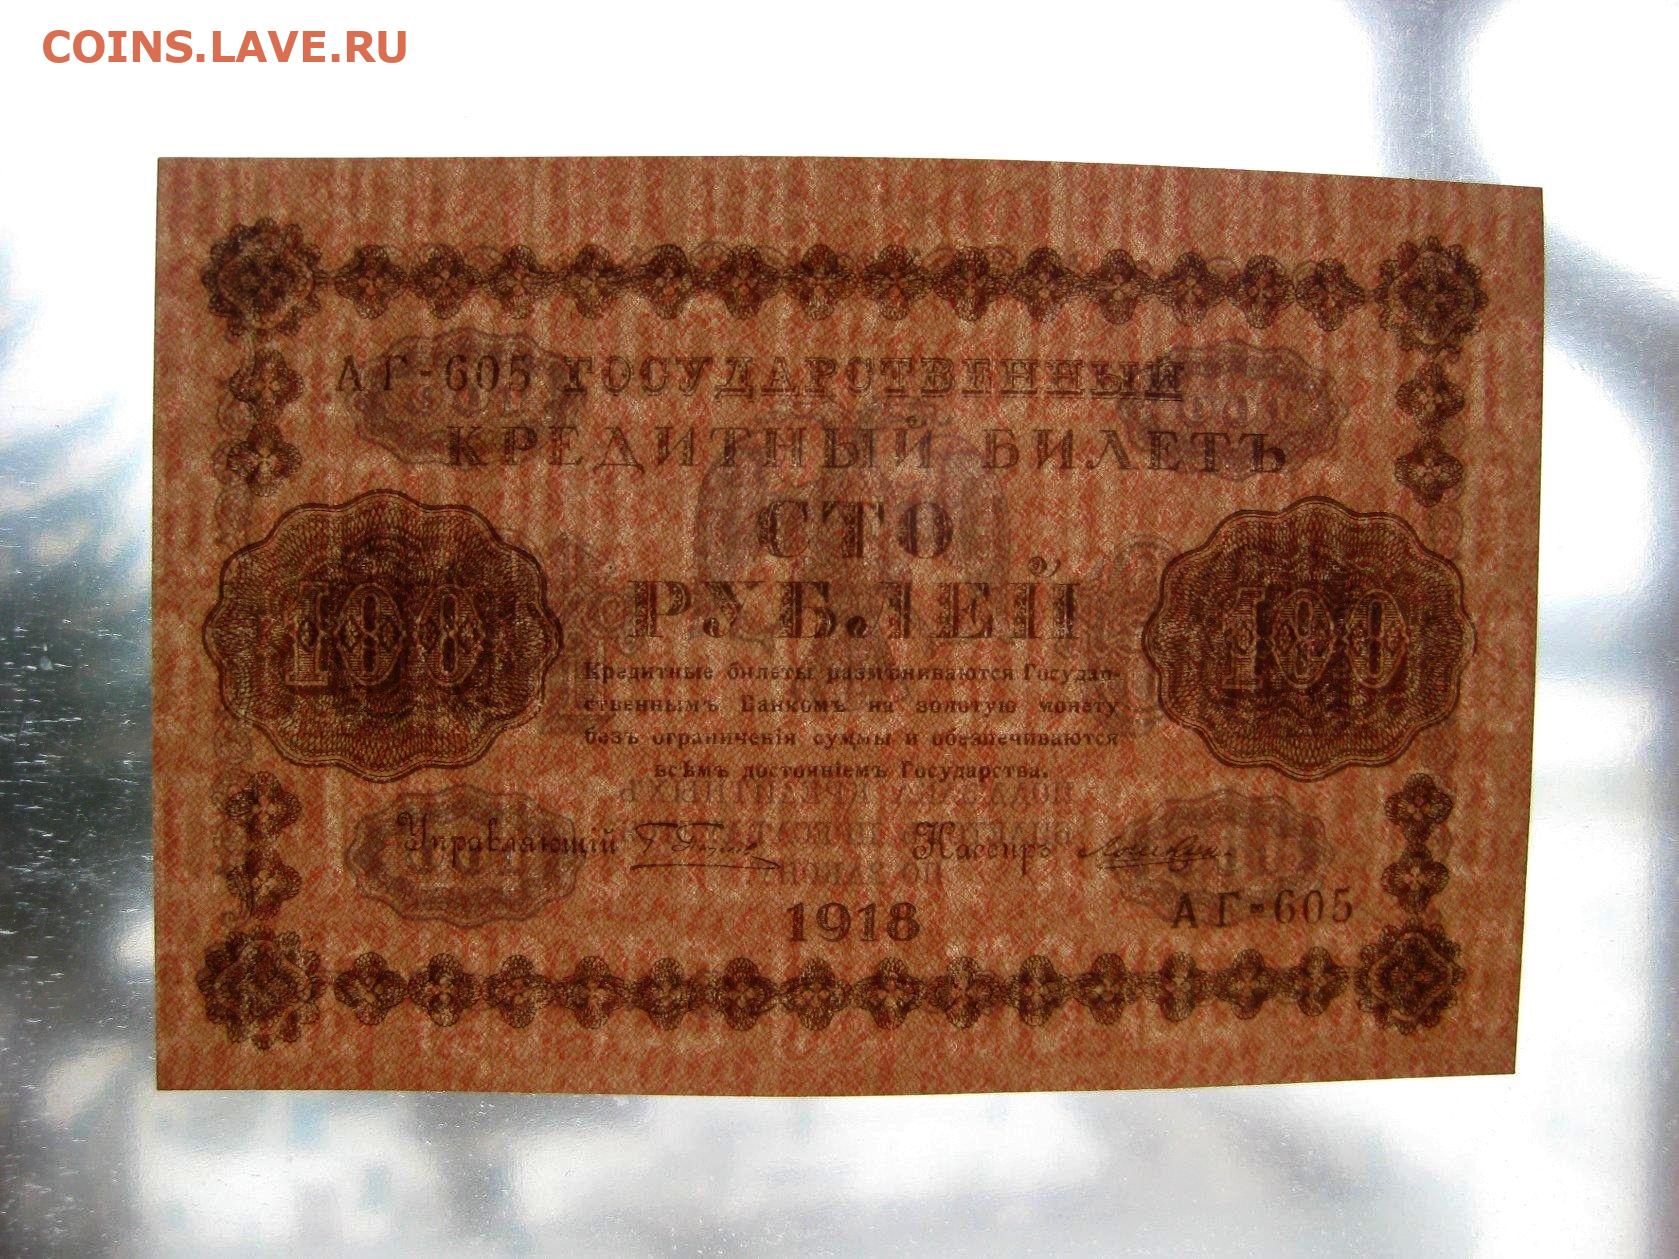 COINS.LAVE.RU
АГ-605 ГОСУДАРСТВЕННЫЙ
КРЕДИТНЫЙ БИЛЕТЪ
СТО
РУБЛЕЙ
100 100
Кредитные билеты размѣниваются Государ-
ственнымъ Банкомъ на золотую монету
безъ ограниченія суммы и обезпечиваются
всѣмъ достояніемъ Государства.
Управляющій Кассиръ
АГ-605
1918